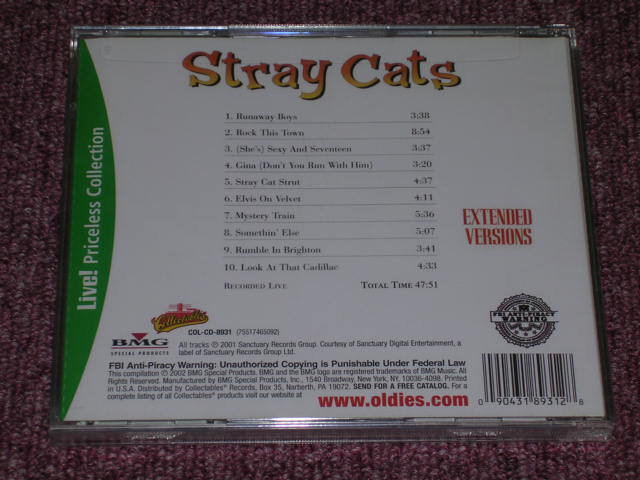 Stray Cats
1. Runaway Boys 3:38
2. Rock This Town 8:54
3. (She's) Sexy And Seventeen 3:37
4. Gina (Don't You Run With Him) 3:20
5. Stray Cat Strut 4:37
6. Elvis On Velvet 4:11
7. Mystery Train 5:36
8. Somethin' Else 5:07
9. Rumble In Brighton 3:41
10. Look At That Cadillac 4:33
Recorded Live Total Time 47:51
EXTENDED
VERSIONS
Live! Priceless Collection
Collectables
COL-CD-8931 (75517465092)
BMG
SPECIAL PRODUCTS
All tracks ℗ 2001 Sanctuary Records Group. Courtesy of Sanctuary Digital Entertainment, a
label of Sanctuary Records Group Ltd.
FBI ANTI-PIRACY
WARNING
FBI Anti-Piracy Warning: Unauthorized Copying is Punishable Under Federal Law
This compilation ℗ 2002 BMG Special Products. BMG and the BMG logo are registered trademarks of BMG Music. All
Rights Reserved. Manufactured by BMG Special Products, Inc., 1540 Broadway, New York, NY, 10036-4098. Printed
in U.S.A. Distributed by Collectables® Records, Box 35, Narberth, PA 19072. SEND FOR A FREE CATALOG. For a
complete listing of all Collectables® products visit our website at www.oldies.com
0 90431 89312 8